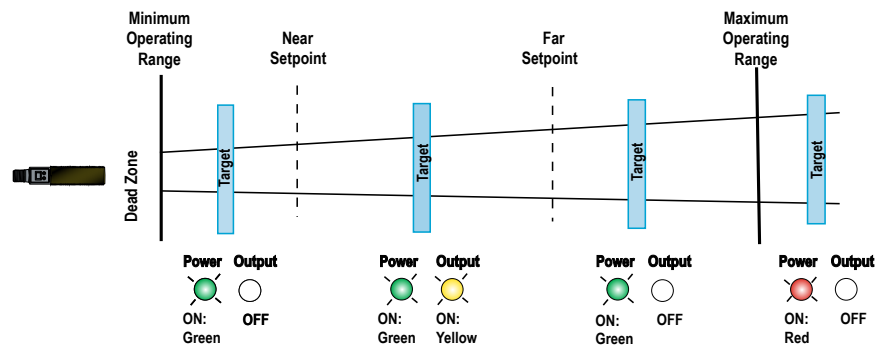 Minimum
Operating
Range
Near
Setpoint
Far
Setpoint
Maximum
Operating
Range
Dead Zone
Target
Target
Target
Target
Power Output
ON:
Green
OFF
Power Output
ON:
Green
ON:
Yellow
Power Output
ON:
Green
OFF
Power Output
ON:
Red
OFF